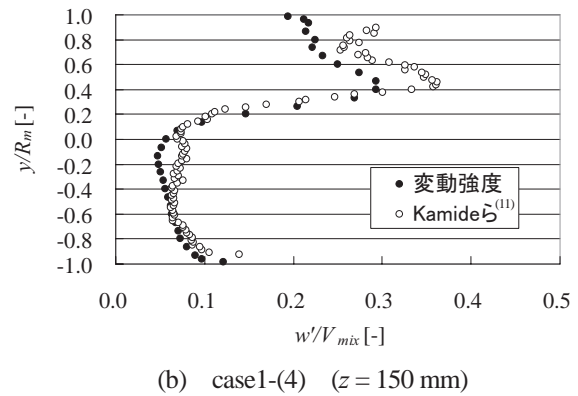 1.0
0.8
0.6
0.4
0.2
0.0
-0.2
-0.4
-0.6
-0.8
-1.0
y/Rm [-]
変動強度
Kamideら(11)
0.0 0.1 0.2 0.3 0.4 0.5
w'/Vmix [-]
(b) case1-(4) (z = 150 mm)